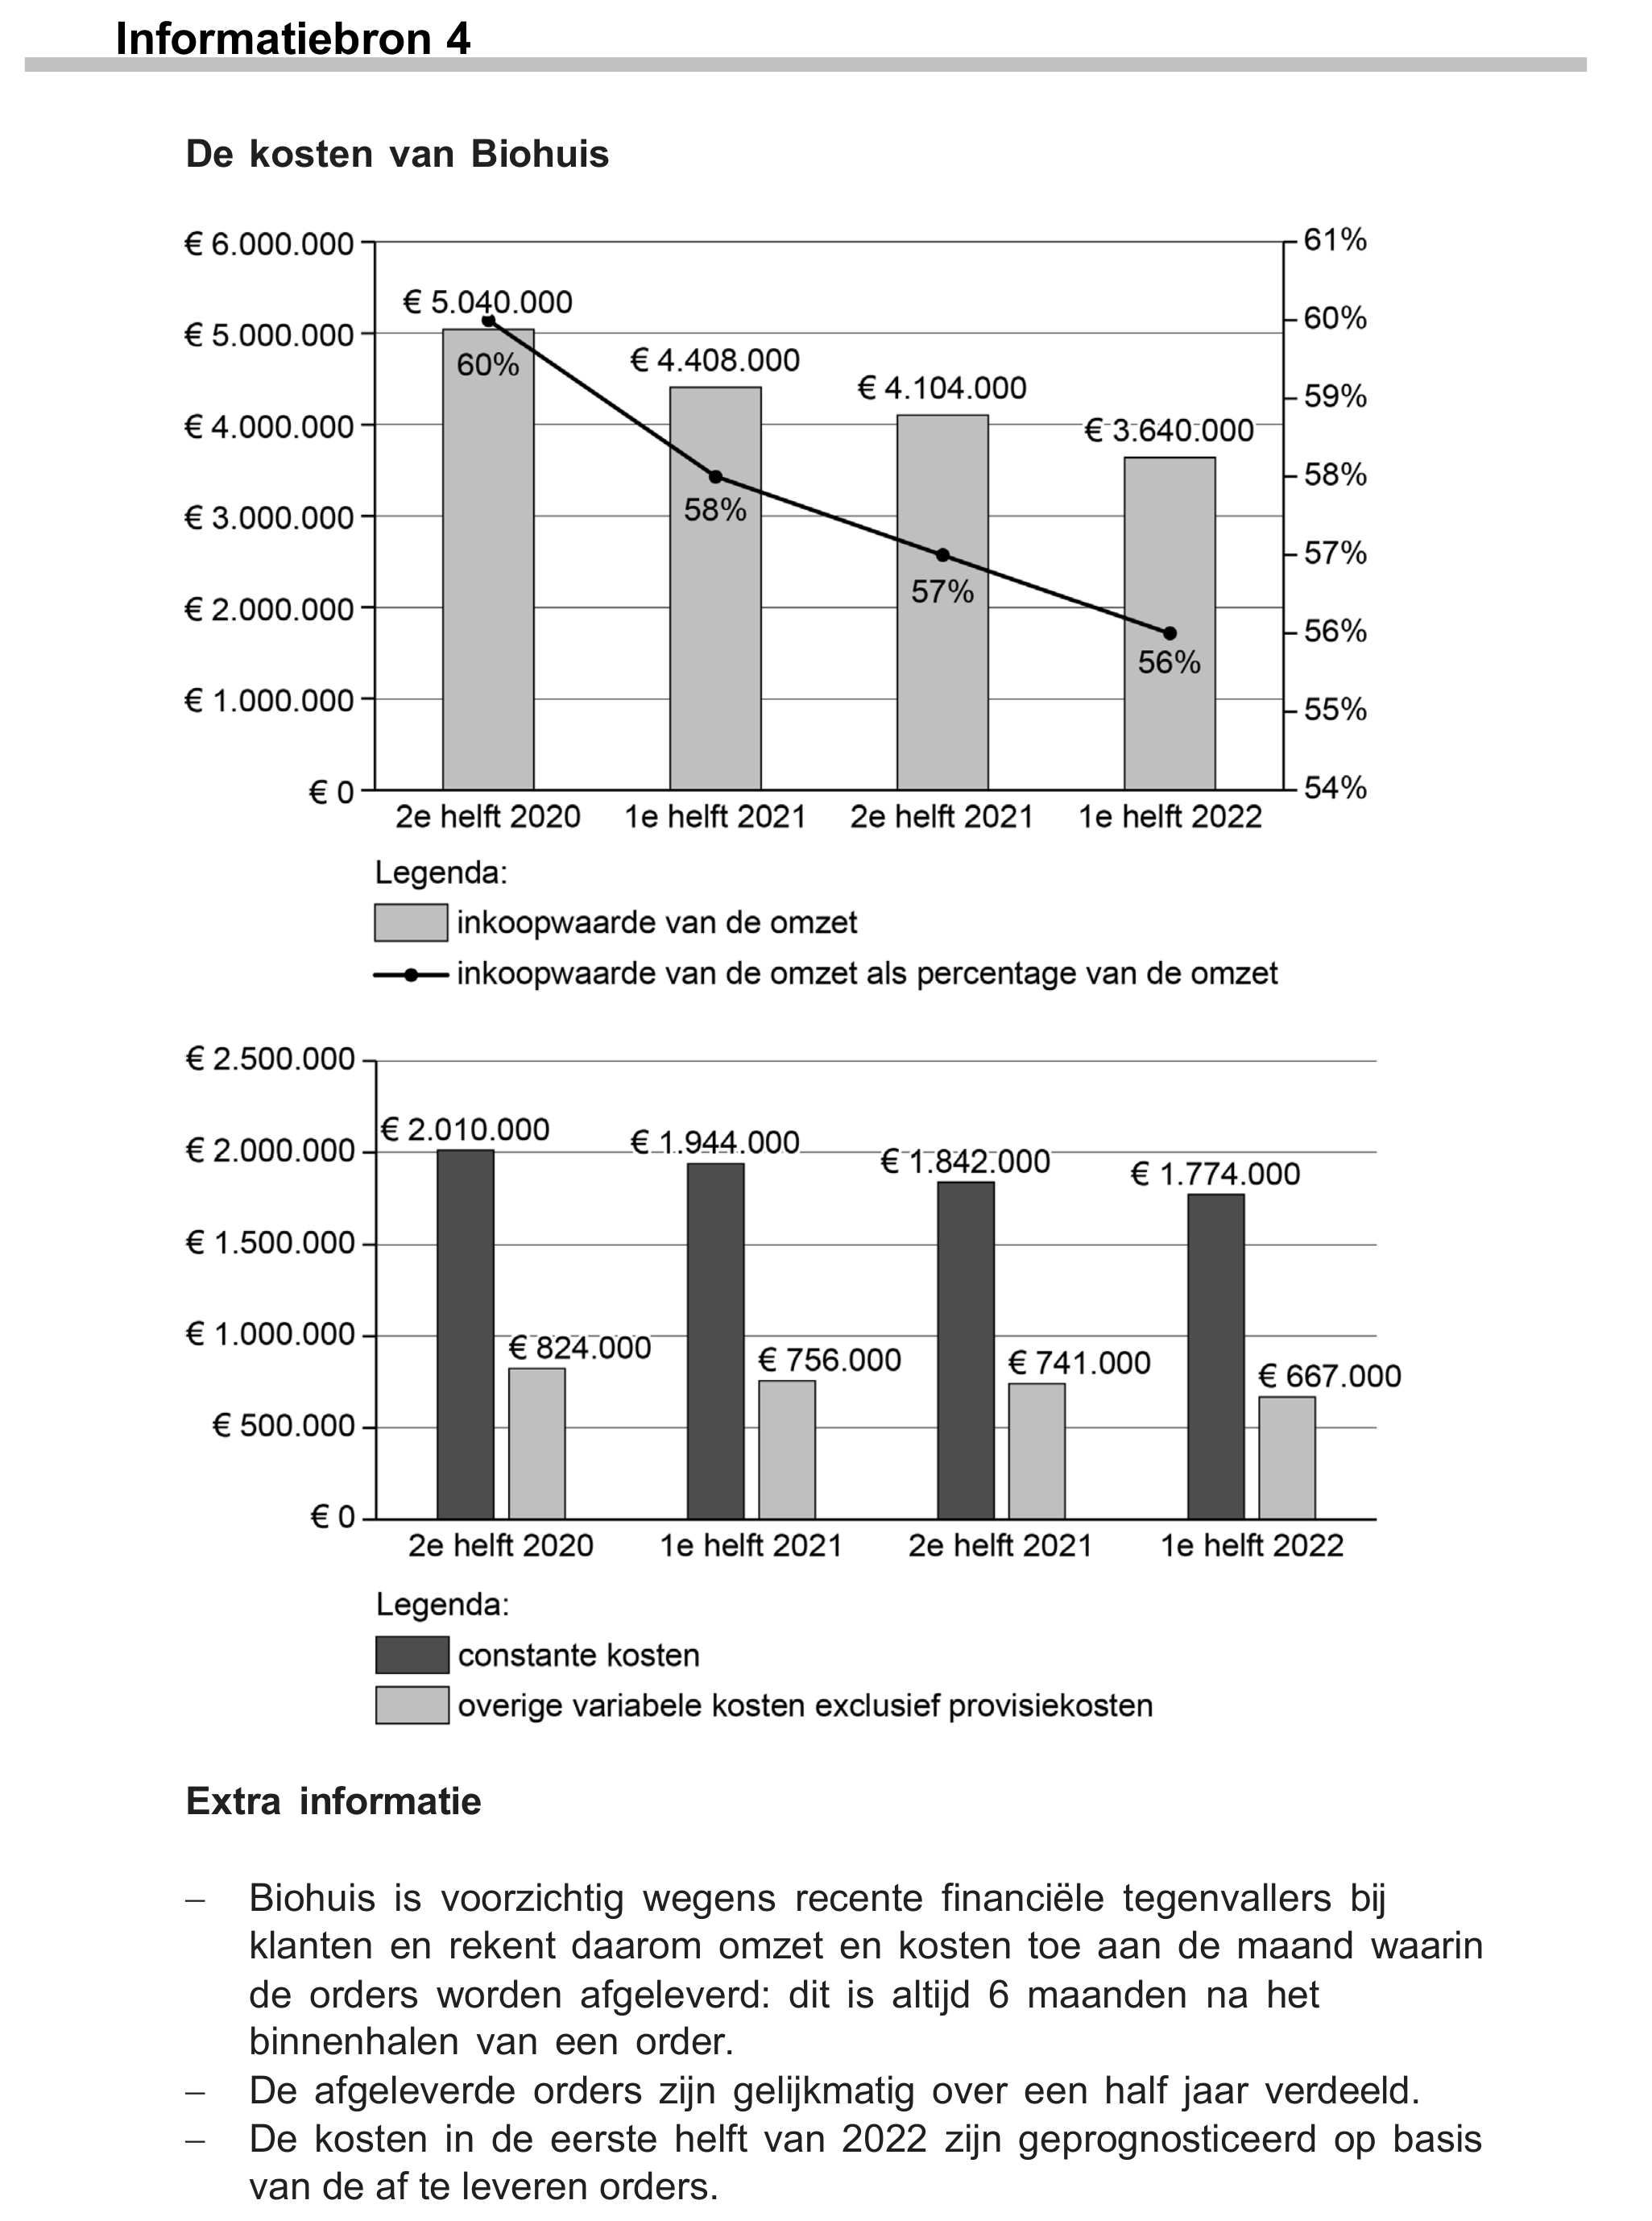 Informatiebron 4
De kosten van Biohuis
€ 6.000.000
€ 5.000.000
€ 4.000.000
€ 3.000.000
€ 2.000.000
€ 1.000.000
€ 0
61%
60%
59%
58%
57%
56%
55%
54%
€ 5.040.000
€ 4.408.000
€ 4.104.000
€ 3.640.000
60%
58%
57%
56%
2e helft 2020
1e helft 2021
2e helft 2021
1e helft 2022
Legenda:
inkoopwaarde van de omzet
inkoopwaarde van de omzet als percentage van de omzet
€ 2.500.000
€ 2.000.000
€ 1.500.000
€ 1.000.000
€ 500.000
€ 0
€ 2.010.000
€ 1.944.000
€ 1.842.000
€ 1.774.000
€ 824.000
€ 756.000
€ 741.000
€ 667.000
2e helft 2020
1e helft 2021
2e helft 2021
1e helft 2022
Legenda:
constante kosten
overige variabele kosten exclusief provisiekosten
Extra informatie
– Biohuis is voorzichtig wegens recente financiële tegenvallers bij
klanten en rekent daarom omzet en kosten toe aan de maand waarin
de orders worden afgeleverd: dit is altijd 6 maanden na het
binnenhalen van een order.
– De afgeleverde orders zijn gelijkmatig over een half jaar verdeeld.
– De kosten in de eerste helft van 2022 zijn geprognosticeerd op basis
van de af te leveren orders.